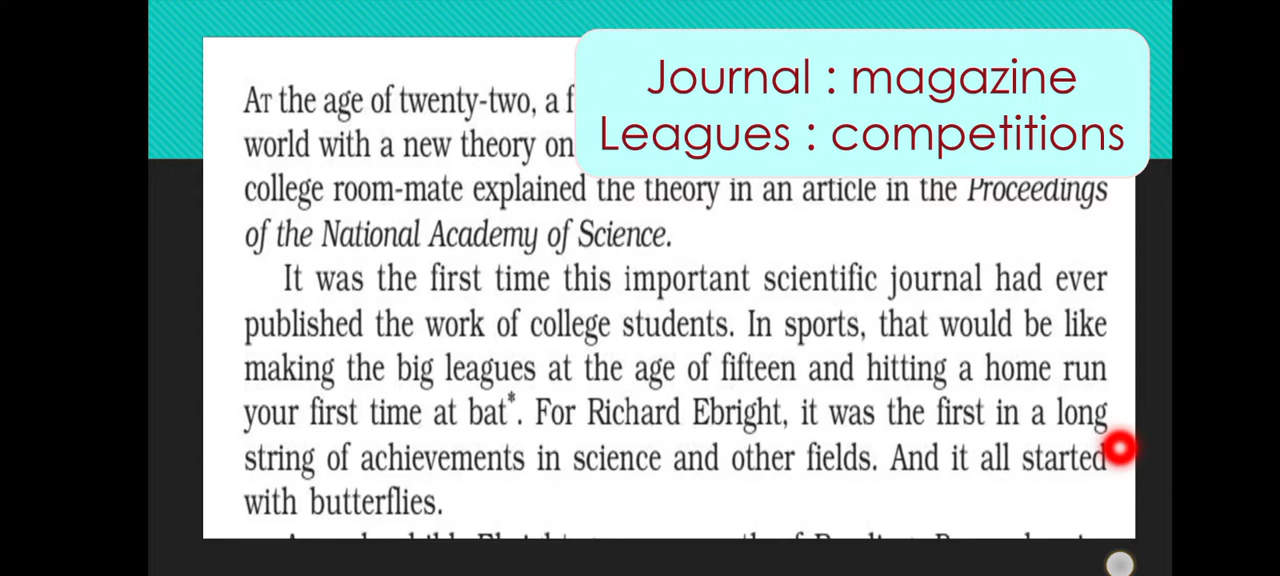 Journal : magazine
Leagues : competitions
AT the age of twenty-two, a f
world with a new theory on
college room-mate explained the theory in an article in the Proceedings
of the National Academy of Science.
It was the first time this important scientific journal had ever
published the work of college students. In sports, that would be like
making the big leagues at the age of fifteen and hitting a home run
your first time at bat*. For Richard Ebright, it was the first in a long
string of achievements in science and other fields. And it all started
with butterflies.